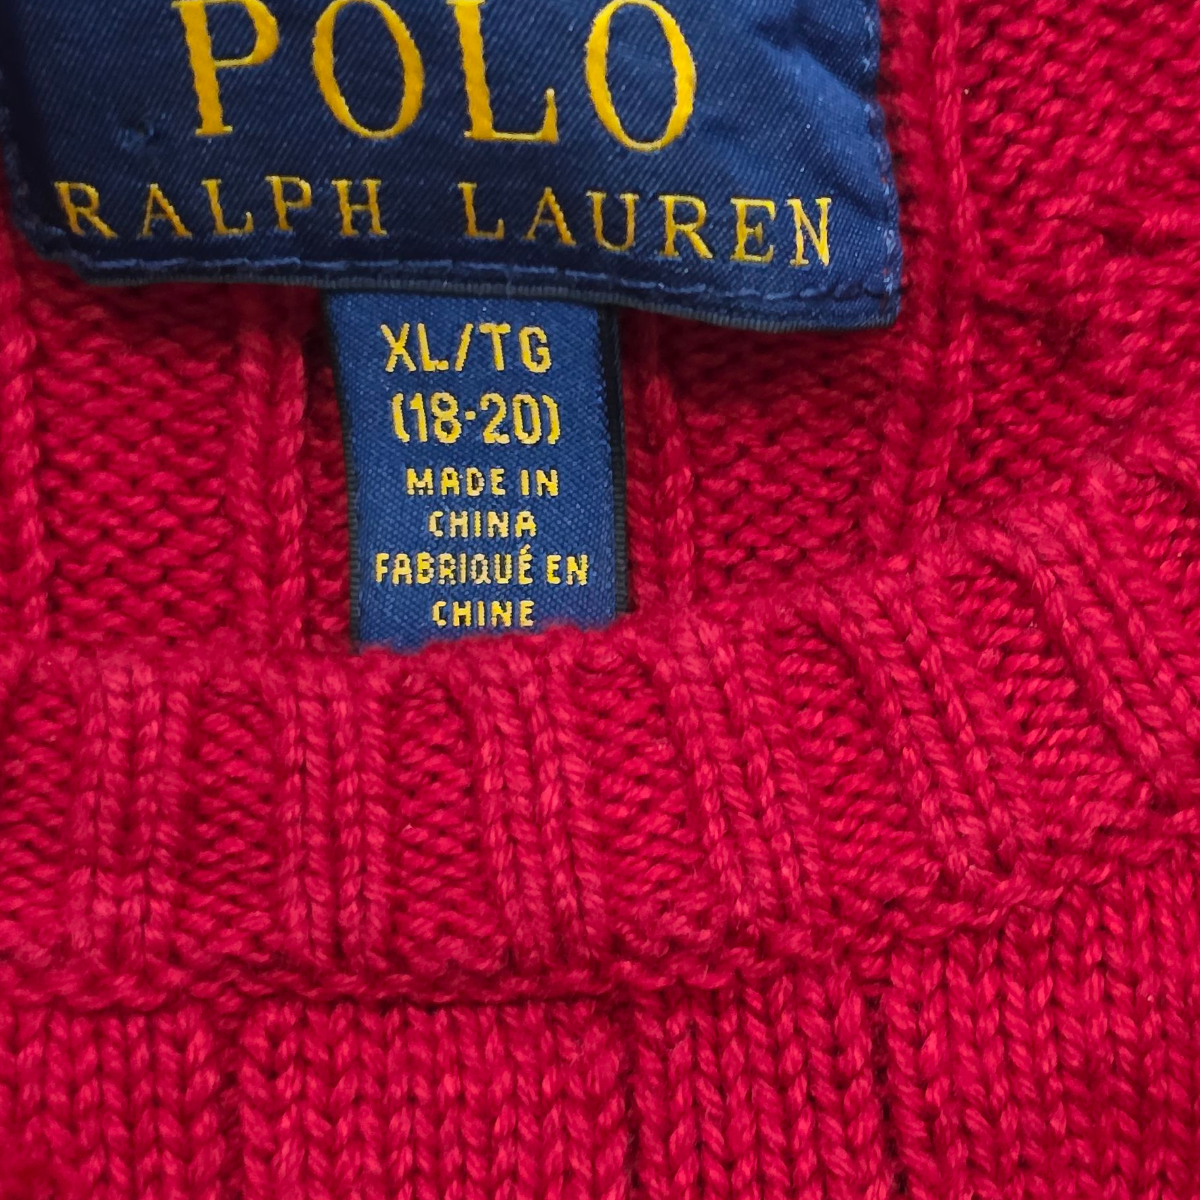 POLO
RALPH LAUREN
XL/TG
(18-20)
MADE IN
CHINA
FABRIQUÉ EN
CHINE